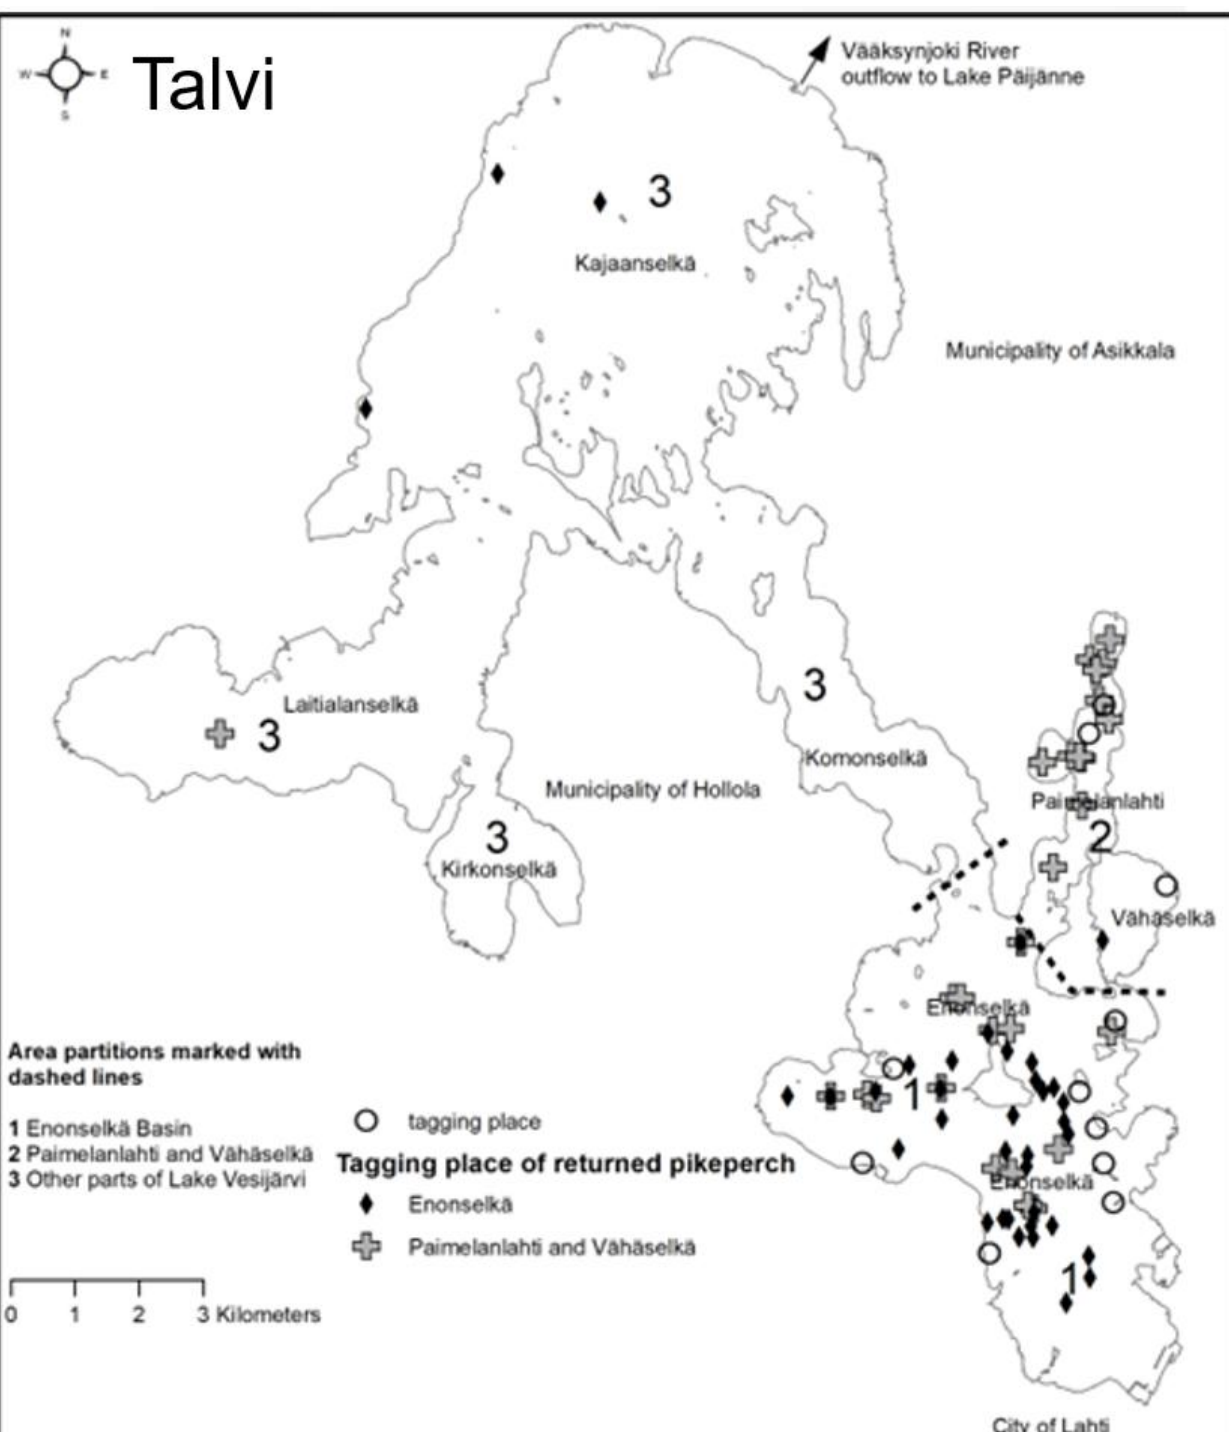 N
W E
S
Talvi
Vääksynjoki River
outflow to Lake Päijänne
3
Kajaanselkä
Municipality of Asikkala
3
Laitialanselkä
3
Komonselkä
Municipality of Hollola
Paimelanlahti
2
3
Kirkonselkä
Vähäselkä
Enonselkä
1
Enonselkä
1
City of Lahti
Area partitions marked with
dashed lines
1 Enonselkä Basin
2 Paimelanlahti and Vähäselkä
3 Other parts of Lake Vesijärvi
tagging place
Tagging place of returned pikeperch
Enonselkä
Paimelanlahti and Vähäselkä
0 1 2 3 Kilometers